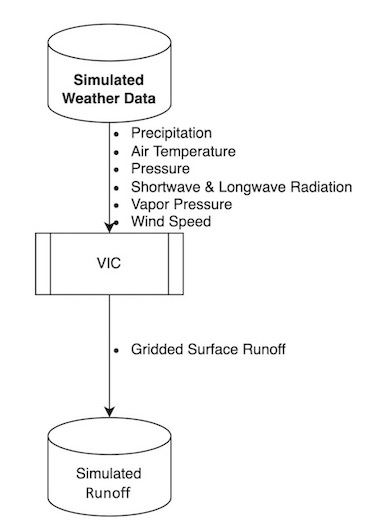 Simulated
Weather Data
• Precipitation
• Air Temperature
• Pressure
• Shortwave & Longwave Radiation
• Vapor Pressure
• Wind Speed
VIC
• Gridded Surface Runoff
Simulated
Runoff